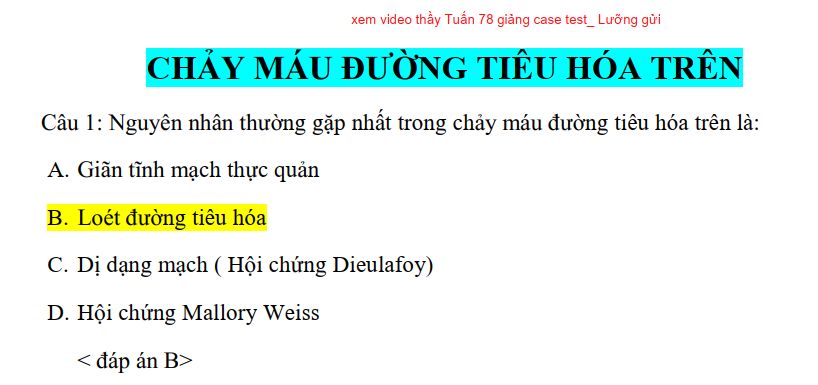 xem video thầy Tuấn 78 giảng case test_ Lưỡng gửi
CHẢY MÁU ĐƯỜNG TIÊU HÓA TRÊN
Câu 1: Nguyên nhân thường gặp nhất trong chảy máu đường tiêu hóa trên là:
A. Giãn tĩnh mạch thực quản
B. Loét đường tiêu hóa
C. Dị dạng mạch ( Hội chứng Dieulafoy)
D. Hội chứng Mallory Weiss
< đáp án B>